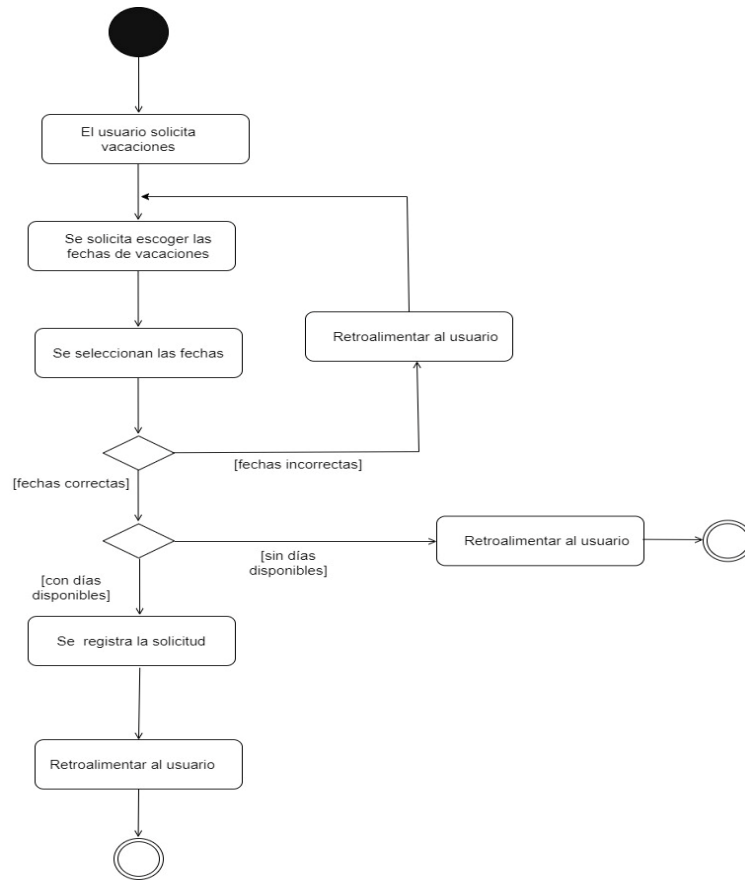 El usuario solicita
vacaciones
Se solicita escoger las
fechas de vacaciones
Retroalimentar al usuario
Se seleccionan las fechas
[fechas incorrectas]
[fechas correctas]
Retroalimentar al usuario
[sin días
disponibles]
[con días
disponibles]
Se registra la solicitud
Retroalimentar al usuario